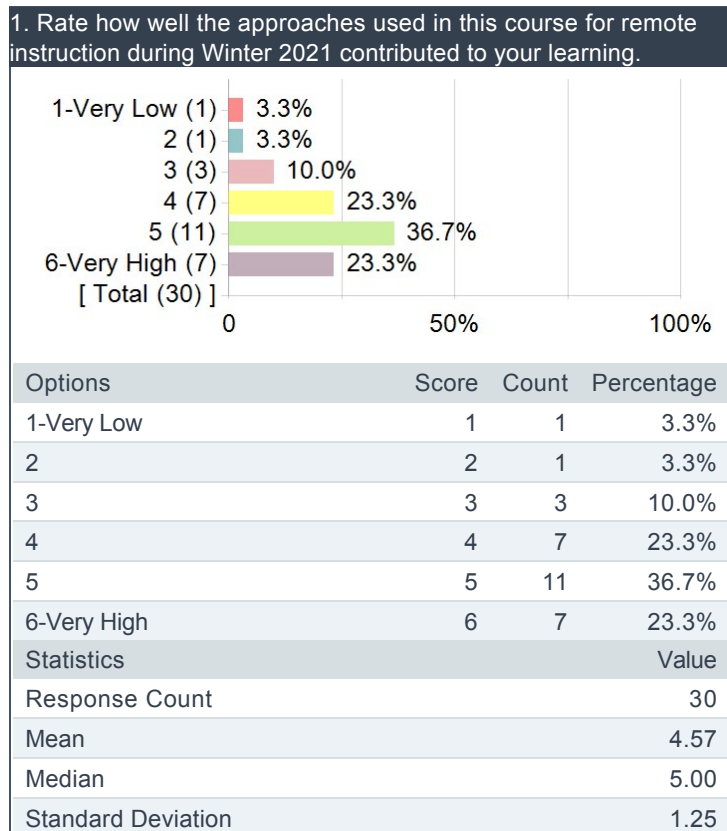 1. Rate how well the approaches used in this course for remote
instruction during Winter 2021 contributed to your learning.
1-Very Low (1) 3.3%
2 (1) 3.3%
3 (3) 10.0%
4 (7) 23.3%
5 (11) 36.7%
6-Very High (7) 23.3%
[ Total (30) ]
0 50% 100%
Options Score Count Percentage
1-Very Low 1 1 3.3%
2 2 1 3.3%
3 3 3 10.0%
4 4 7 23.3%
5 5 11 36.7%
6-Very High 6 7 23.3%
Statistics Value
Response Count 30
Mean 4.57
Median 5.00
Standard Deviation 1.25